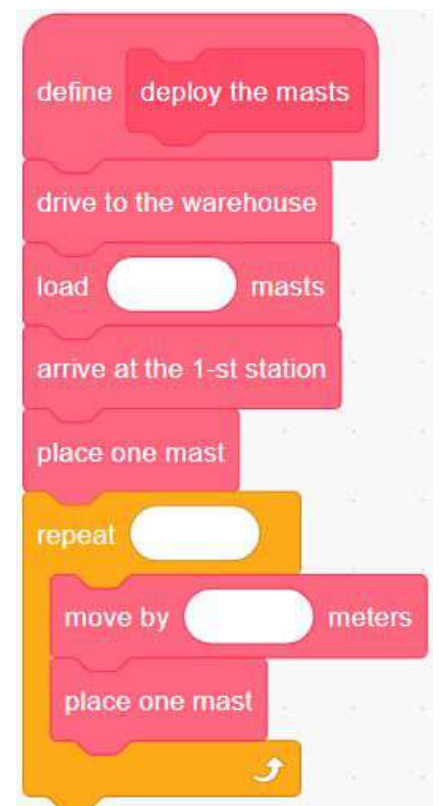 define deploy the masts
drive to the warehouse
load masts
arrive at the 1-st station
place one mast
repeat
move by meters
place one mast